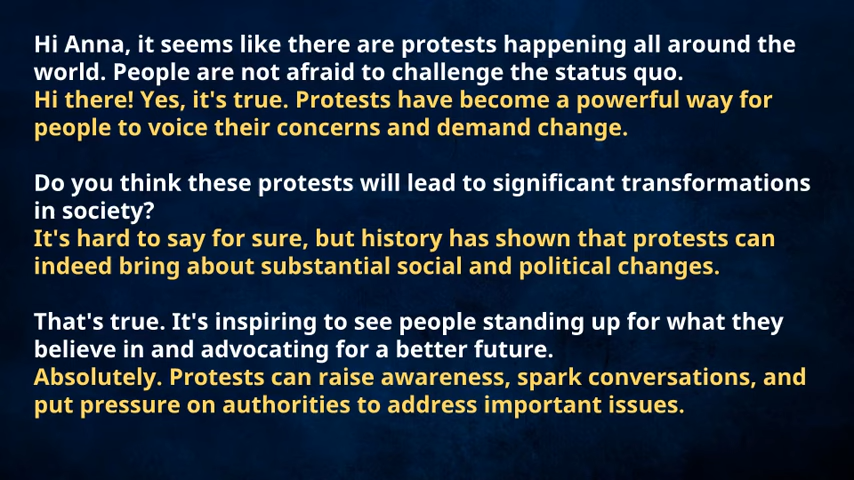 Hi Anna, it seems like there are protests happening all around the
world. People are not afraid to challenge the status quo.
Hi there! Yes, it's true. Protests have become a powerful way for
people to voice their concerns and demand change.
Do you think these protests will lead to significant transformations
in society?
It's hard to say for sure, but history has shown that protests can
indeed bring about substantial social and political changes.
That's true. It's inspiring to see people standing up for what they
believe in and advocating for a better future.
Absolutely. Protests can raise awareness, spark conversations, and
put pressure on authorities to address important issues.